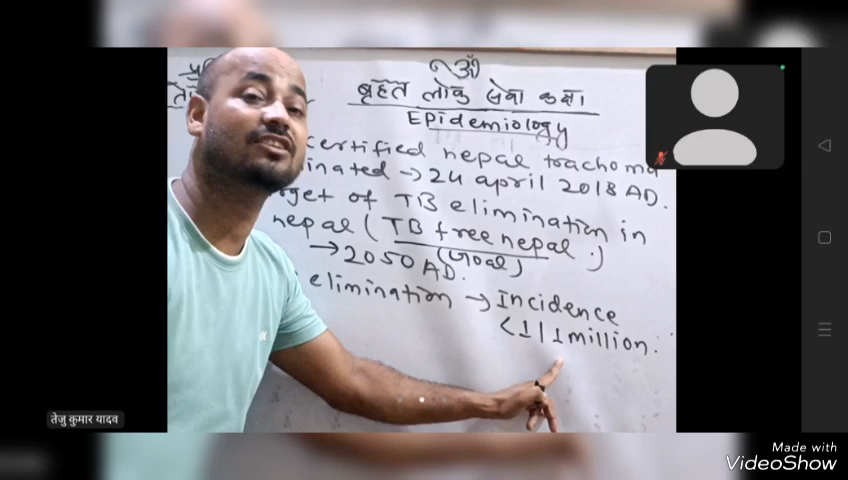 ॐ
बृहत लोक सेवा कक्षा
Epidemiology
certified nepal trachoma
inated → 24 april 2018 AD.
rget of TB elimination in
nepal ( TB free nepal .)
→ 2050 AD. (Goal)
elimination → Incidence
<1 | 1 million.
तेजु कुमार यादव
Made with
VideoShow